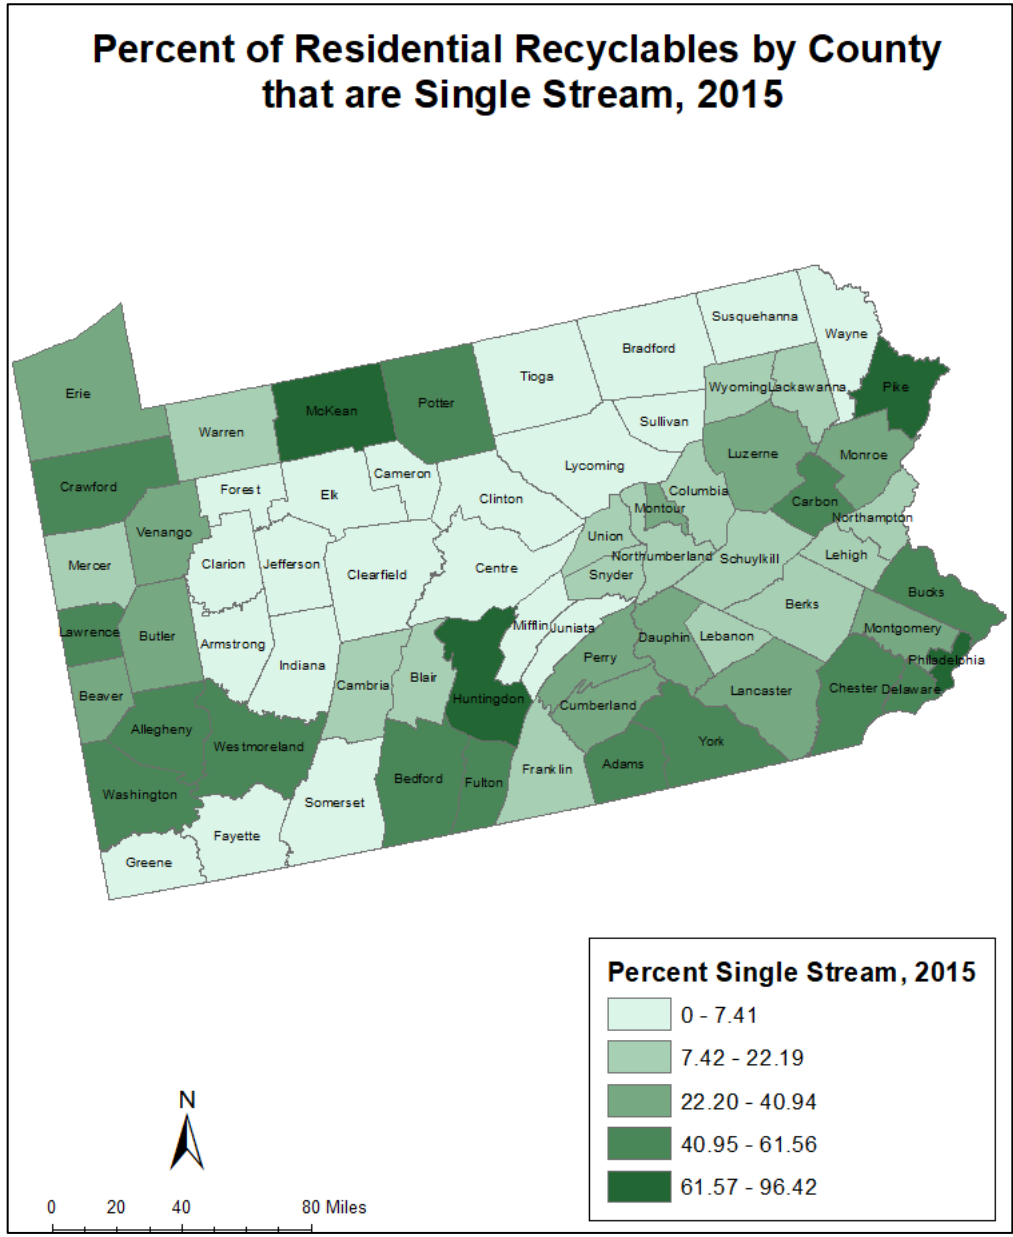 Percent of Residential Recyclables by County
that are Single Stream, 2015
Susquehanna
Wayne
Bradford
Tioga
Erie
Wyoming
Lackawanna
Pike
McKean
Potter
Warren
Sullivan
Luzerne
Monroe
Lycoming
Cameron
Crawford
Forest
Elk
Columbia
Clinton
Carbon
Montour
Northampton
Venango
Union
Northumberland
Schuylkill
Lehigh
Mercer
Clarion
Jefferson
Clearfield
Centre
Snyder
Bucks
Berks
Lawrence
Butler
Armstrong
Mifflin
Juniata
Dauphin
Lebanon
Montgomery
Indiana
Perry
Philadelphia
Cambria
Blair
Huntingdon
Beaver
Cumberland
Lancaster
Chester
Delaware
Allegheny
Westmoreland
York
Washington
Bedford
Fulton
Franklin
Adams
Somerset
Fayette
Greene
Percent Single Stream, 2015
0 - 7.41
7.42 - 22.19
22.20 - 40.94
40.95 - 61.56
61.57 - 96.42
N
0 20 40 80 Miles